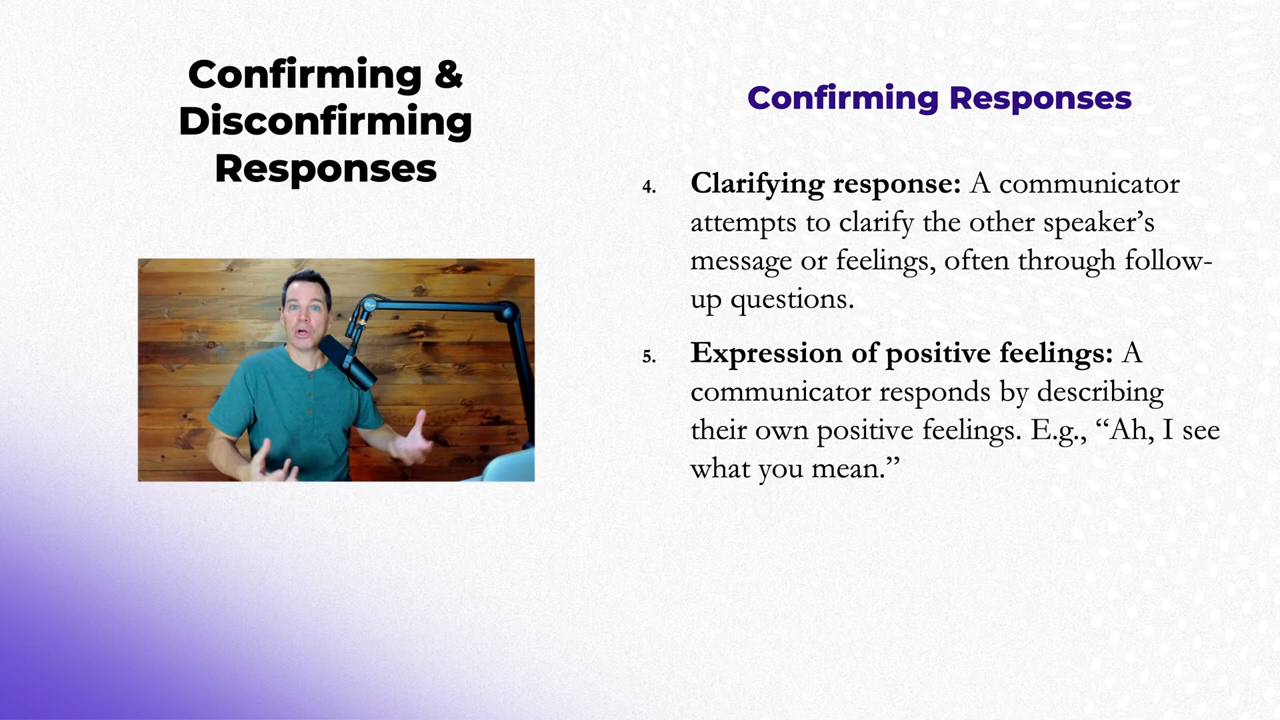 Confirming &
Disconfirming
Responses
Confirming Responses
4. Clarifying response: A communicator
attempts to clarify the other speaker’s
message or feelings, often through follow-
up questions.
5. Expression of positive feelings: A
communicator responds by describing
their own positive feelings. E.g., “Ah, I see
what you mean.”